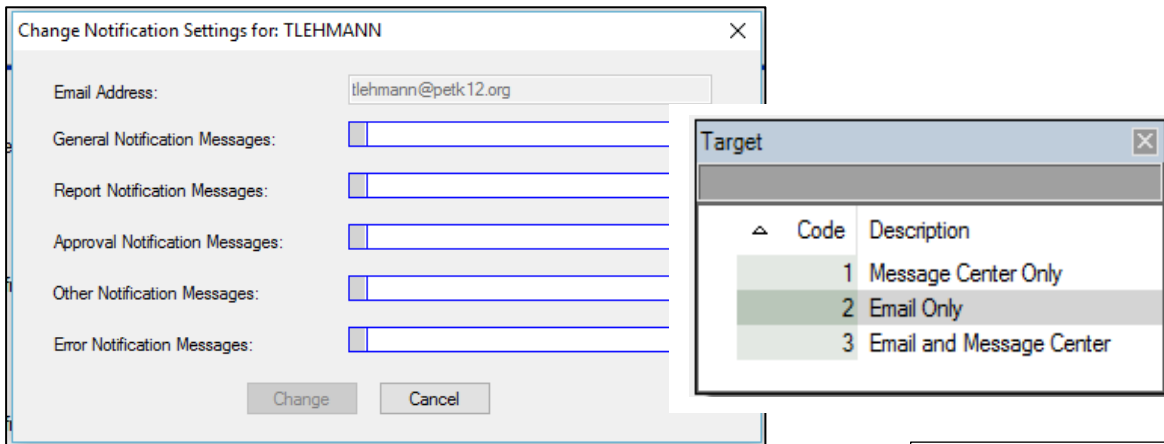 Change Notification Settings for: TLEHMANN
Email Address: tlehmann@petk12.org
General Notification Messages:
Report Notification Messages:
Approval Notification Messages:
Other Notification Messages:
Error Notification Messages:
Change Cancel
Target
Code Description
1 Message Center Only
2 Email Only
3 Email and Message Center